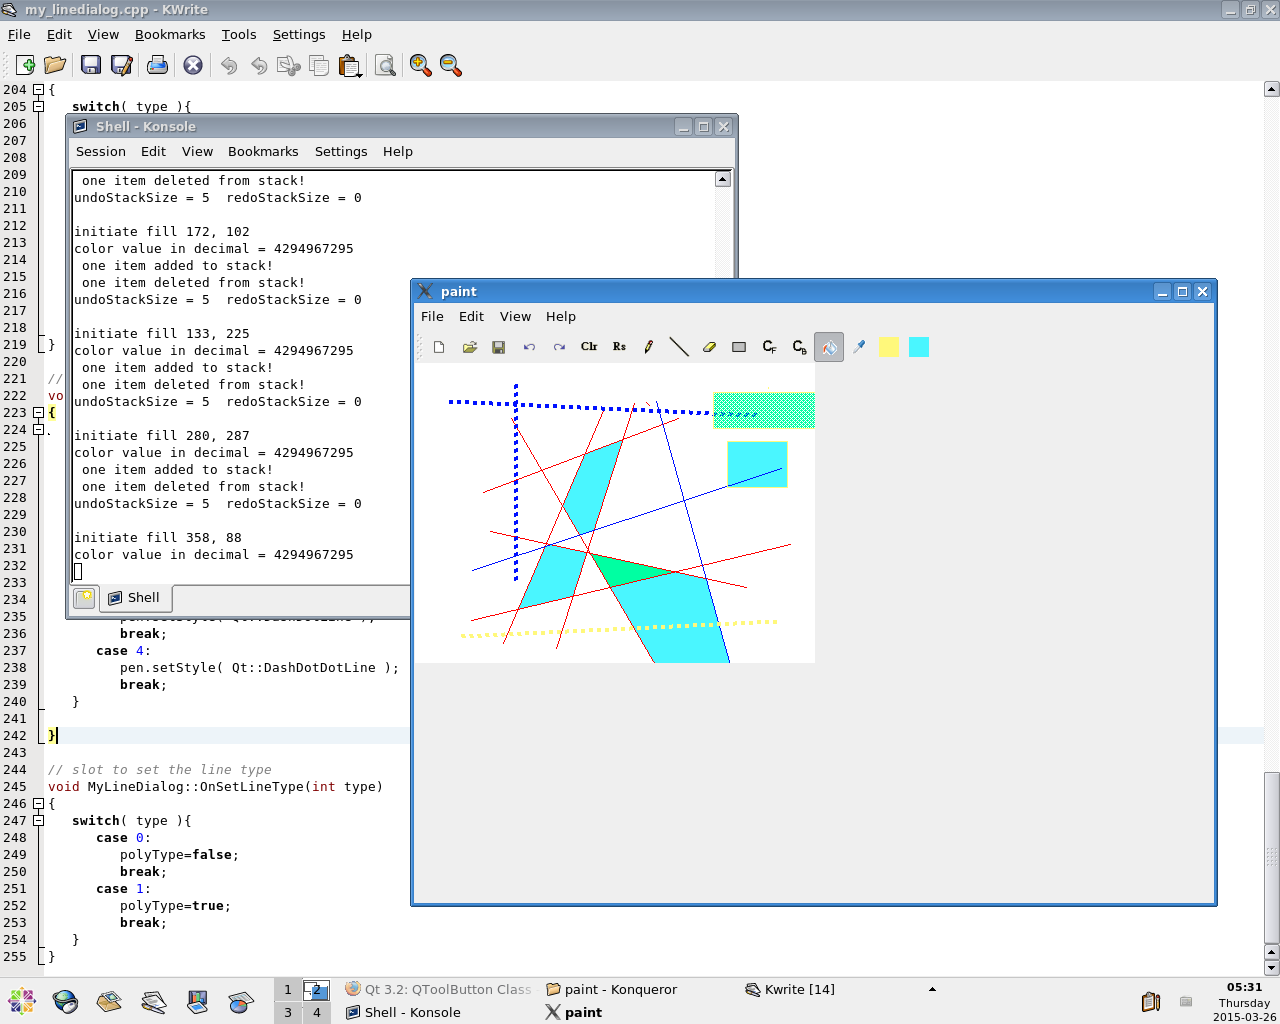 my_linedialog.cpp - KWrite
File Edit View Bookmarks Tools Settings Help
204 {
205 switch( type ){
206
207
208
209
210
211
212
213
214
215
216
217
218
219 }
220
221 //
222 vo
223 {
224
225
226
227
228
229
230
231
232
233
234
235
236 break;
237 case 4:
238 pen.setStyle( Qt::DashDotDotLine );
239 break;
240 }
241
242 }
243
244 // slot to set the line type
245 void MyLineDialog::OnSetLineType(int type)
246 {
247 switch( type ){
248 case 0:
249 polyType=false;
250 break;
251 case 1:
252 polyType=true;
253 break;
254 }
255 }
Shell - Konsole
Session Edit View Bookmarks Settings Help
one item deleted from stack!
undoStackSize = 5 redoStackSize = 0
initiate fill 172, 102
color value in decimal = 4294967295
one item added to stack!
one item deleted from stack!
undoStackSize = 5 redoStackSize = 0
initiate fill 133, 225
color value in decimal = 4294967295
one item added to stack!
one item deleted from stack!
undoStackSize = 5 redoStackSize = 0
initiate fill 280, 287
color value in decimal = 4294967295
one item added to stack!
one item deleted from stack!
undoStackSize = 5 redoStackSize = 0
initiate fill 358, 88
color value in decimal = 4294967295
Shell
paint
File Edit View Help
Clr Rs CF CB
1 2 Qt 3.2: QToolButton Class paint - Konqueror Kwrite [14]
3 4 Shell - Konsole paint
05:31
Thursday
2015-03-26